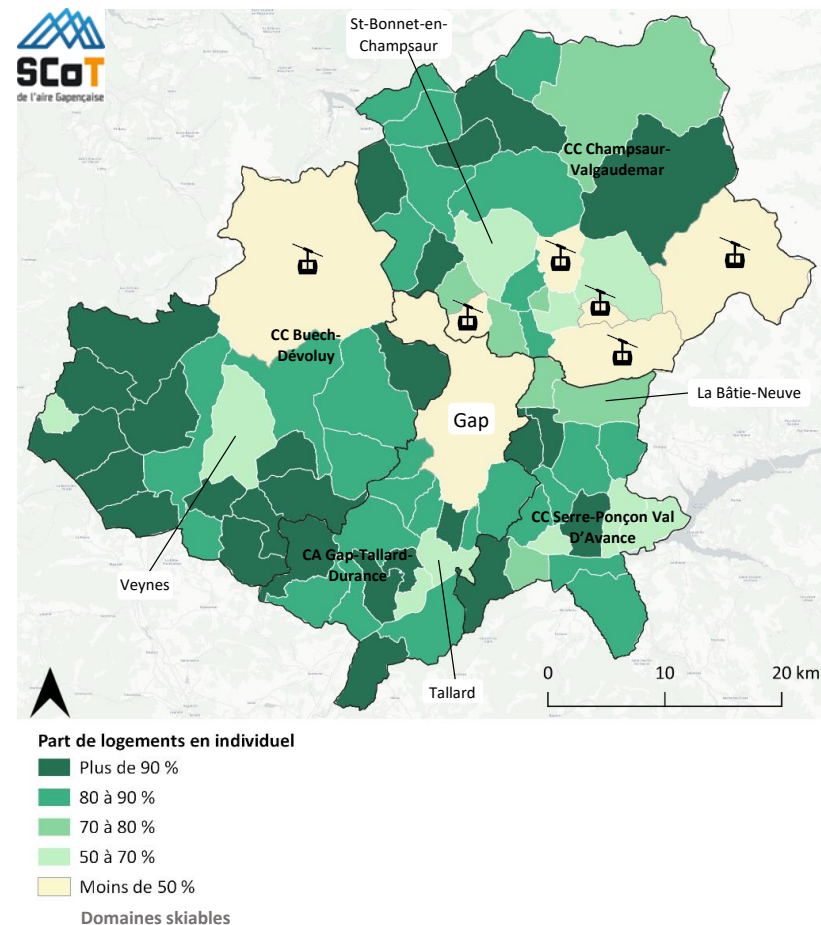 SCoT
de l'aire Gapençaise
St-Bonnet-en-
Champsaur
CC Champsaur-
Valgaudemar
CC Buech-
Dévoluy
La Bâtie-Neuve
Gap
CC Serre-Ponçon Val
D'Avance
CA Gap-Tallard-
Durance
Veynes
Tallard
0 10 20 km
Part de logements en individuel
Plus de 90 %
80 à 90 %
70 à 80 %
50 à 70 %
Moins de 50 %
Domaines skiables